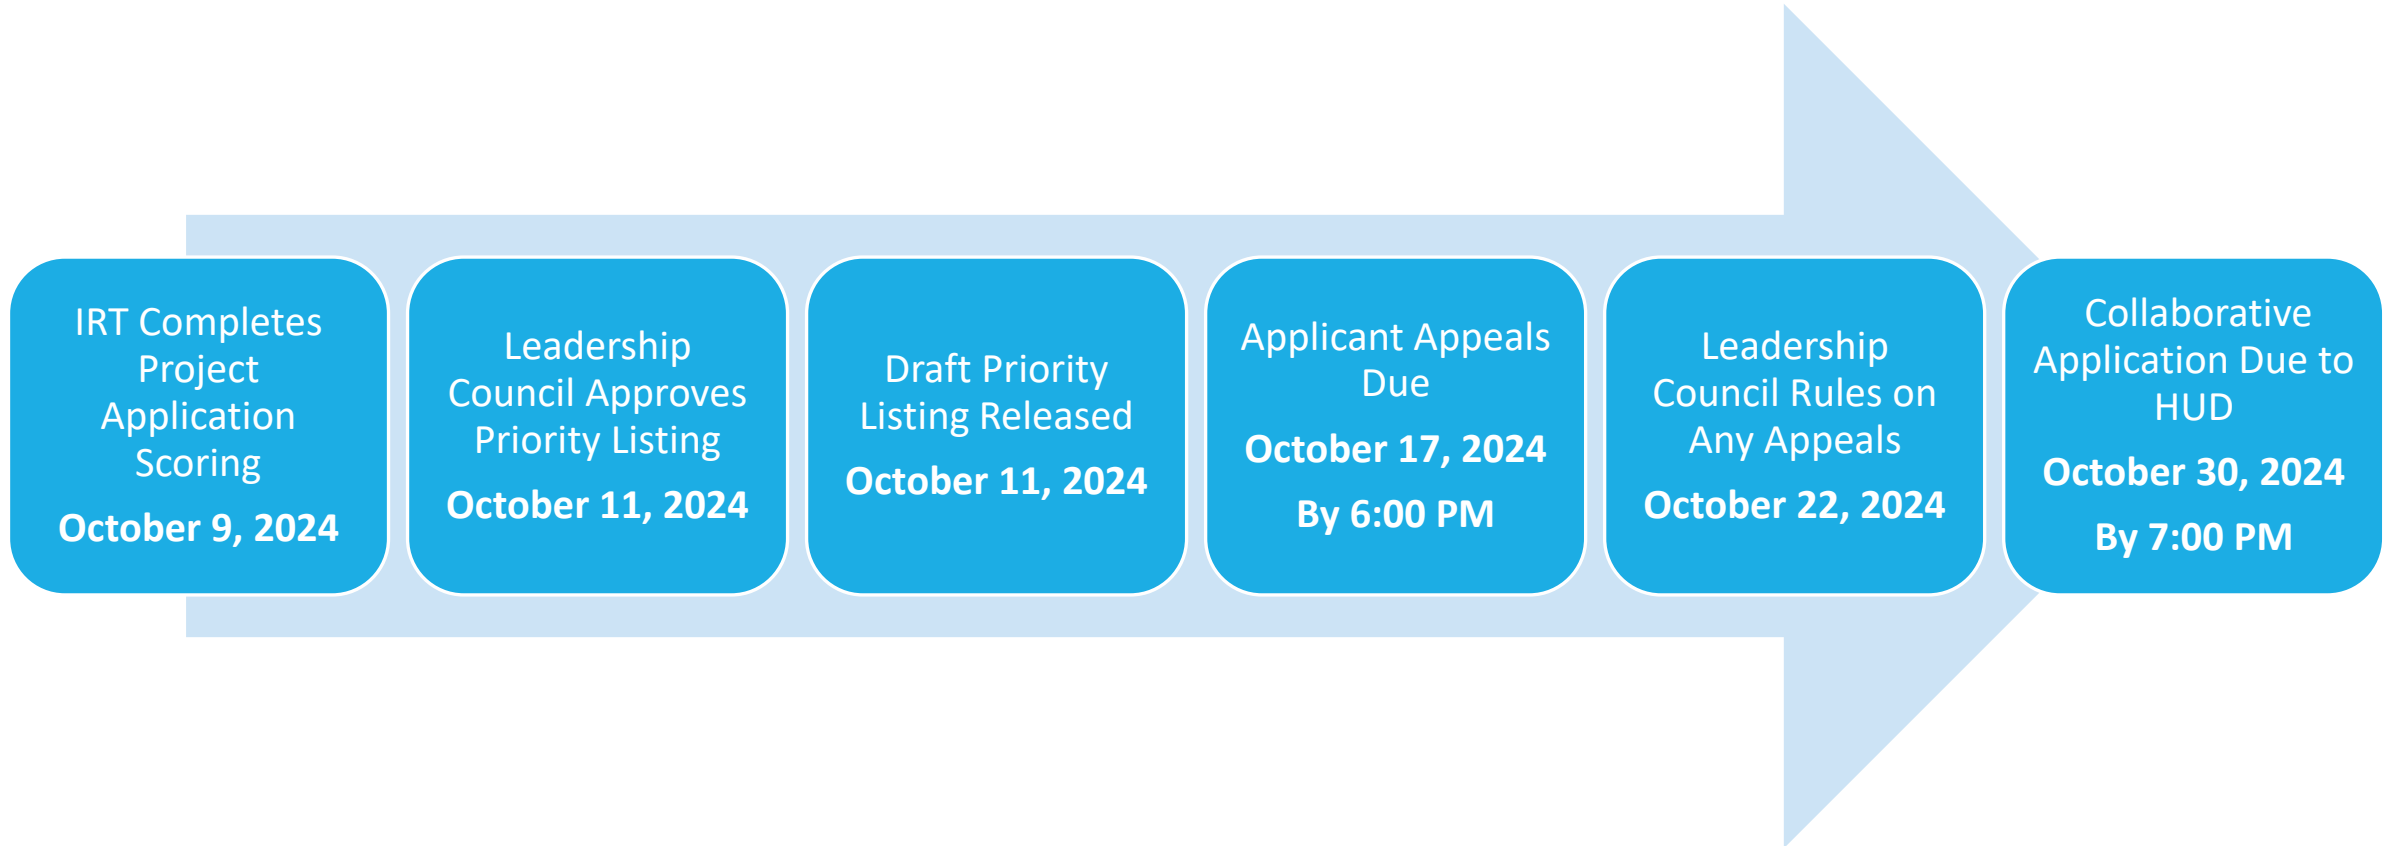 IRT Completes
Project
Application
Scoring
October 9, 2024
Leadership
Council Approves
Priority Listing
October 11, 2024
Draft Priority
Listing Released
October 11, 2024
Applicant Appeals
Due
October 17, 2024
By 6:00 PM
Leadership
Council Rules on
Any Appeals
October 22, 2024
Collaborative
Application Due to
HUD
October 30, 2024
By 7:00 PM